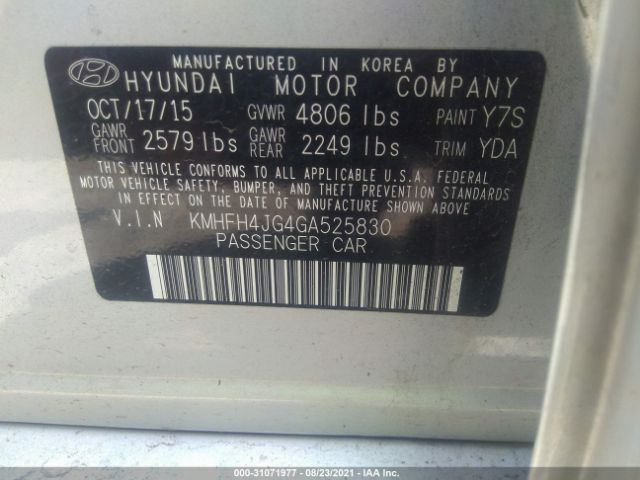 MANUFACTURED IN KOREA BY
HYUNDAI MOTOR COMPANY
OCT/17/15 GVWR 4806 lbs PAINT Y7S
GAWR FRONT 2579 lbs GAWR REAR 2249 lbs TRIM YDA
THIS VEHICLE CONFORMS TO ALL APPLICABLE U.S.A. FEDERAL
MOTOR VEHICLE SAFETY, BUMPER, AND THEFT PREVENTION STANDARDS
IN EFFECT ON THE DATE OF MANUFACTURE SHOWN ABOVE.
V.I.N KMHFH4JG4GA525830
PASSENGER CAR
000-31071977 - 08/23/2021 - IAA Inc.